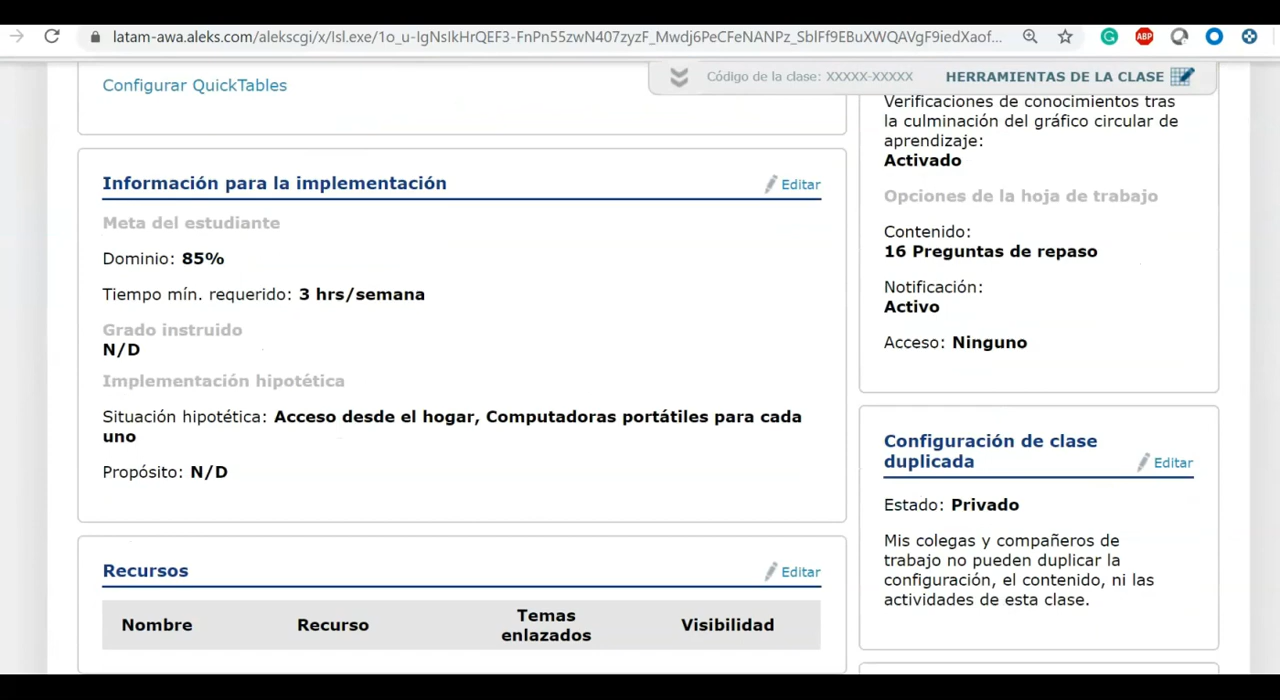 latam-awa.aleks.com/alekscgi/x/Isl.exe/1o_u-IgNsIkHrQEF3-FnPn55zwN407zyzF_Mwdj6PeCFeNANPz_SbIFf9EBuXWQAVgF9iedXaof...
ABP
Configurar QuickTables
Código de la clase: XXXXX-XXXXX
HERRAMIENTAS DE LA CLASE
Información para la implementación
Editar
Meta del estudiante
Dominio: 85%
Tiempo mín. requerido: 3 hrs/semana
Grado instruido
N/D
Implementación hipotética
Situación hipotética: Acceso desde el hogar, Computadoras portátiles para cada
uno
Propósito: N/D
Recursos
Editar
Nombre
Recurso
Temas
enlazados
Visibilidad
Verificaciones de conocimientos tras
la culminación del gráfico circular de
aprendizaje:
Activado
Opciones de la hoja de trabajo
Contenido:
16 Preguntas de repaso
Notificación:
Activo
Acceso: Ninguno
Configuración de clase
duplicada
Editar
Estado: Privado
Mis colegas y compañeros de
trabajo no pueden duplicar la
configuración, el contenido, ni las
actividades de esta clase.